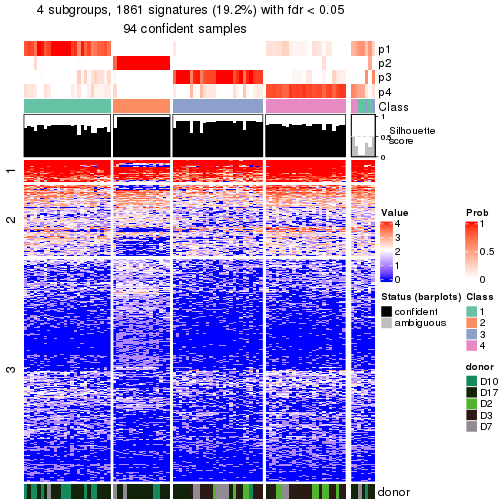 4 subgroups, 1861 signatures (19.2%) with fdr < 0.05
94 confident samples
p1
p2
p3
p4
Class
1
0.5
0
Silhouette
score
1
2
3
donor
Value
4
3
2
1
0
Prob
1
0.5
0
Status (barplots)
confident
ambiguous
Class
1
2
3
4
donor
D10
D17
D2
D3
D7